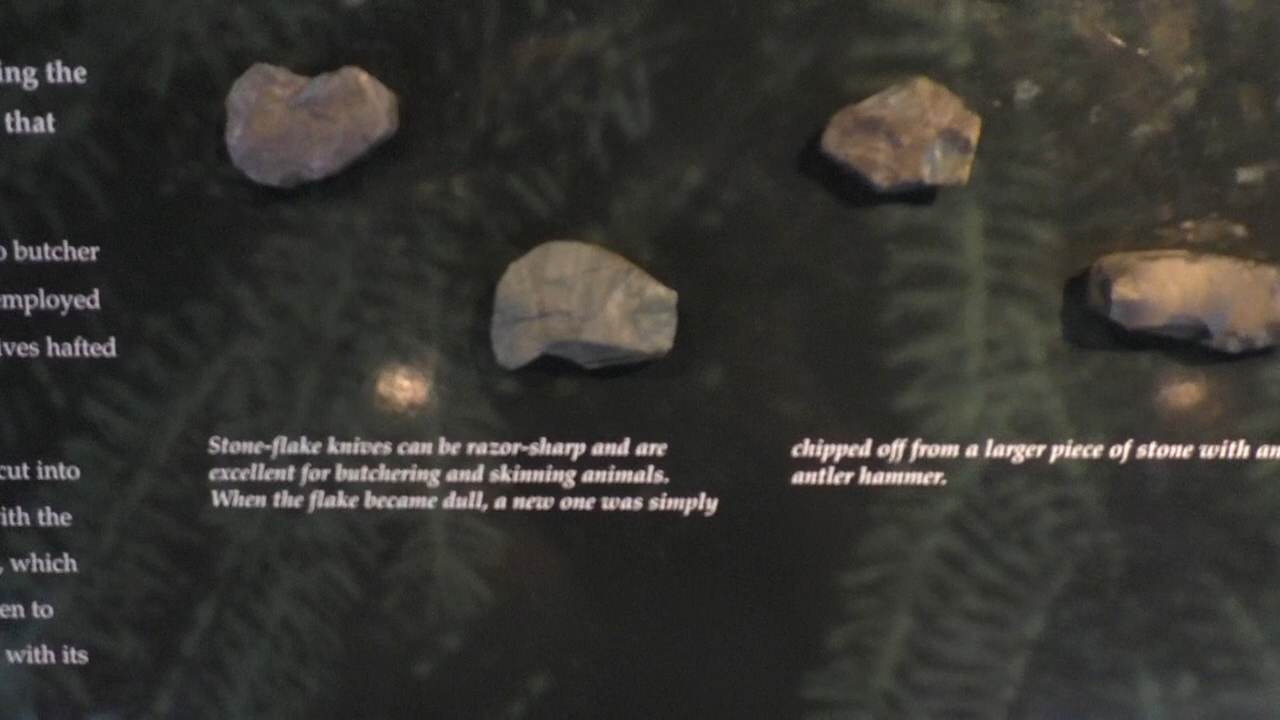 ing the
that
butcher
employed
ives hafted
cut into
ith the
, which
en to
with its
Stone-flake knives can be razor-sharp and are
excellent for butchering and skinning animals.
When the flake became dull, a new one was simply
chipped off from a larger piece of stone with an
antler hammer.